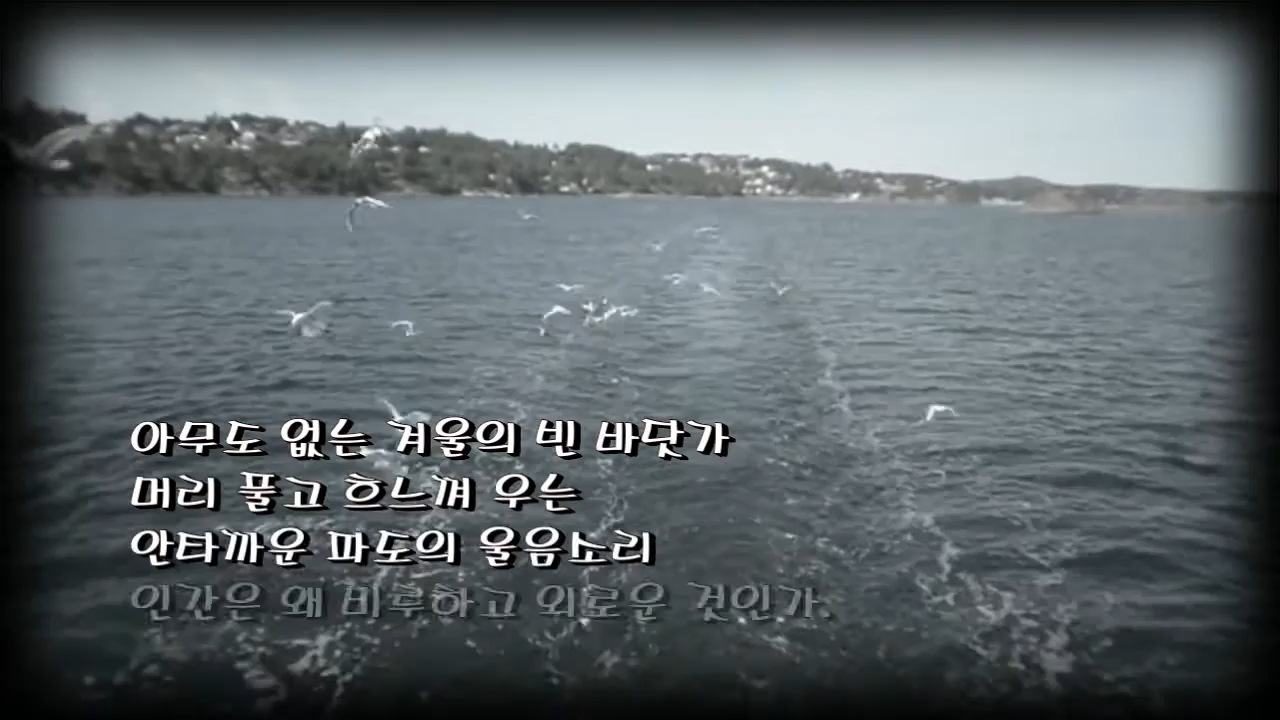 아무도 없는 겨울의 빈 바닷가
머리 풀고 흐느껴 우는
안타까운 파도의 울음소리
인간은 왜 비루하고 외로운 것인가.